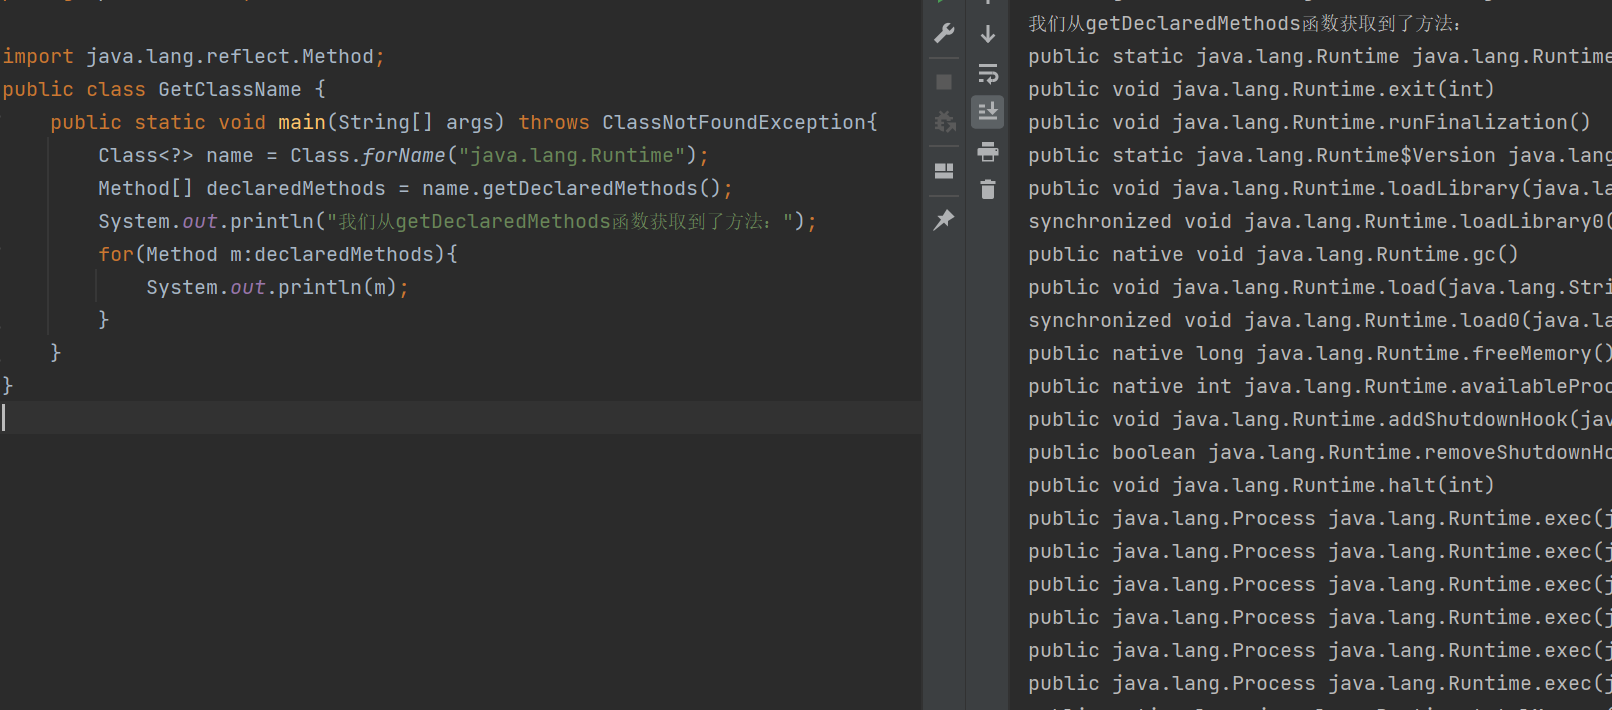 import java.lang.reflect.Method;
public class GetClassName {
public static void main(String[] args) throws ClassNotFoundException{
Class<?> name = Class.forName("java.lang.Runtime");
Method[] declaredMethods = name.getDeclaredMethods();
System.out.println("我们从getDeclaredMethods函数获取到了方法：");
for(Method m:declaredMethods){
System.out.println(m);
}
}
}
我们从getDeclaredMethods函数获取到了方法：
public static java.lang.Runtime java.lang.Runtime
public void java.lang.Runtime.exit(int)
public void java.lang.Runtime.runFinalization()
public static java.lang.Runtime$Version java.lang
public void java.lang.Runtime.loadLibrary(java.la
synchronized void java.lang.Runtime.loadLibrary0(
public native void java.lang.Runtime.gc()
public void java.lang.Runtime.load(java.lang.Stri
synchronized void java.lang.Runtime.load0(java.la
public native long java.lang.Runtime.freeMemory()
public native int java.lang.Runtime.availableProc
public void java.lang.Runtime.addShutdownHook(jav
public boolean java.lang.Runtime.removeShutdownHo
public void java.lang.Runtime.halt(int)
public java.lang.Process java.lang.Runtime.exec(j
public java.lang.Process java.lang.Runtime.exec(j
public java.lang.Process java.lang.Runtime.exec(j
public java.lang.Process java.lang.Runtime.exec(j
public java.lang.Process java.lang.Runtime.exec(j
public java.lang.Process java.lang.Runtime.exec(j